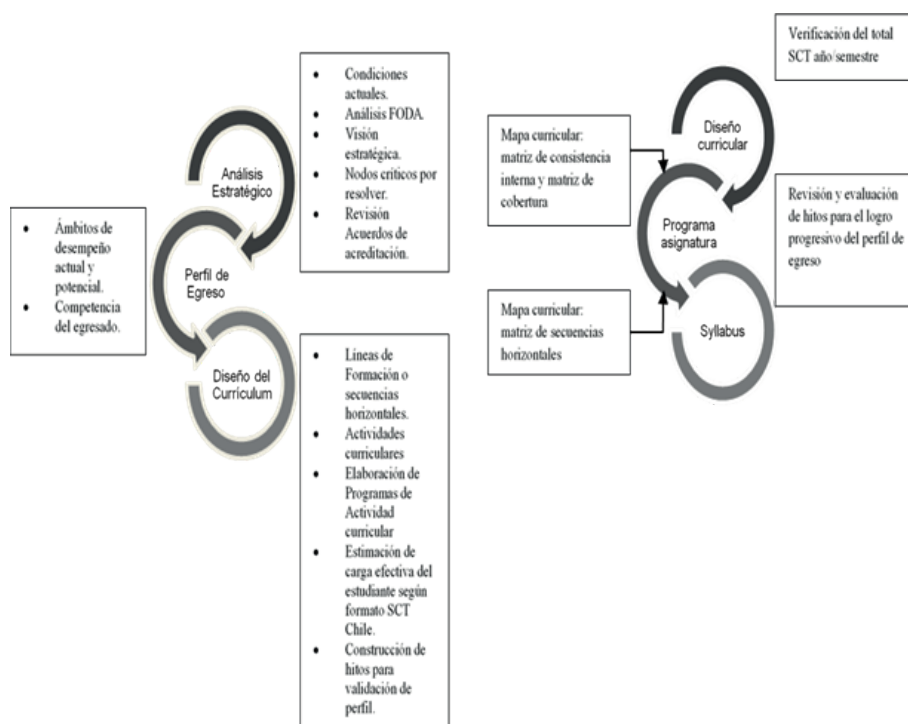 • Condiciones
actuales.
• Análisis FODA.
• Visión
estratégica.
• Nodos críticos por
resolver.
• Revisión
Acuerdos de
acreditación.
Análisis
Estratégico
• Ámbitos de
desempeño
actual y
potencial.
• Competencia
del egresado.
Perfil de
Egreso
Diseño del
Currículum
• Líneas de
Formación o
secuencias
horizontales.
• Actividades
curriculares
• Elaboración de
Programas de
Actividad
curricular
• Estimación de
carga efectiva del
estudiante según
formato SCT
Chile.
• Construcción de
hitos para
validación de
perfil.
Verificación del total
SCT año/semestre
Diseño
curricular
Mapa curricular:
matriz de consistencia
interna y matriz de
cobertura
Programa
asignatura
Revisión y evaluación
de hitos para el logro
progresivo del perfil de
egreso
Mapa curricular:
matriz de secuencias
horizontales
Syllabus